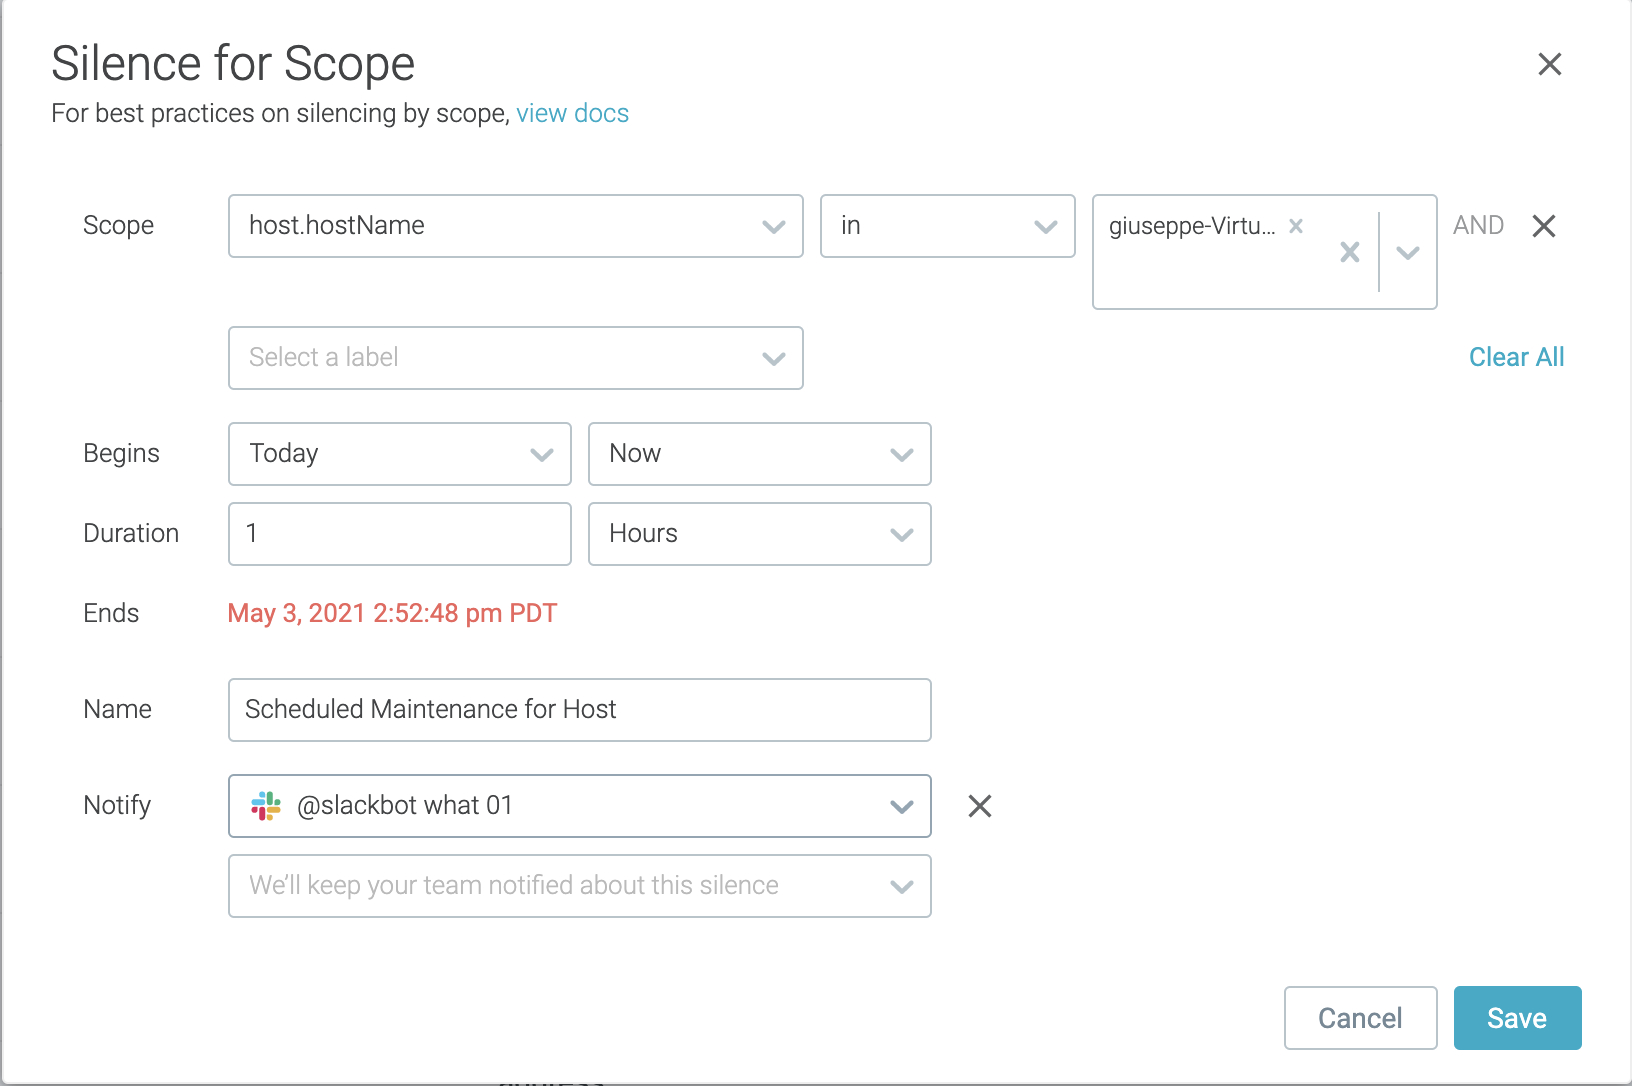 Silence for Scope
For best practices on silencing by scope, view docs
Scope host.hostName in giuseppe-Virtu... AND
Select a label Clear All
Begins Today Now
Duration 1 Hours
Ends May 3, 2021 2:52:48 pm PDT
Name Scheduled Maintenance for Host
Notify @slackbot what 01
We'll keep your team notified about this silence
Cancel Save